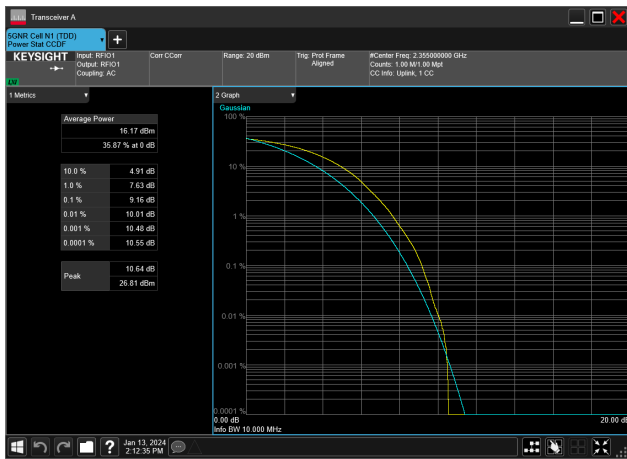 Transceiver A
5GNR Cell N1 (TDD)
Power Stat CCDF
KEYSIGHT
LNI
Input: RFIO1
Output: RFIO1
Coupling: AC
Corr CCorr
Range: 20 dBm
Trig: Prot Frame
Aligned
#Center Freq: 2.355000000 GHz
Counts: 1.00 M/1.00 Mpt
CC Info: Uplink, 1 CC
1 Metrics
Average Power
16.17 dBm
35.87 % at 0 dB
10.0 % 4.91 dB
1.0 % 7.63 dB
0.1 % 9.16 dB
0.01 % 10.01 dB
0.001 % 10.48 dB
0.0001 % 10.55 dB
Peak 10.64 dB
26.81 dBm
2 Graph
Gaussian
100 %
10 %
1 %
0.1 %
0.01 %
0.001 %
0.0001 %
0.00 dB
20.00 dB
Info BW 10.000 MHz
Jan 13, 2024
2:12:35 PM